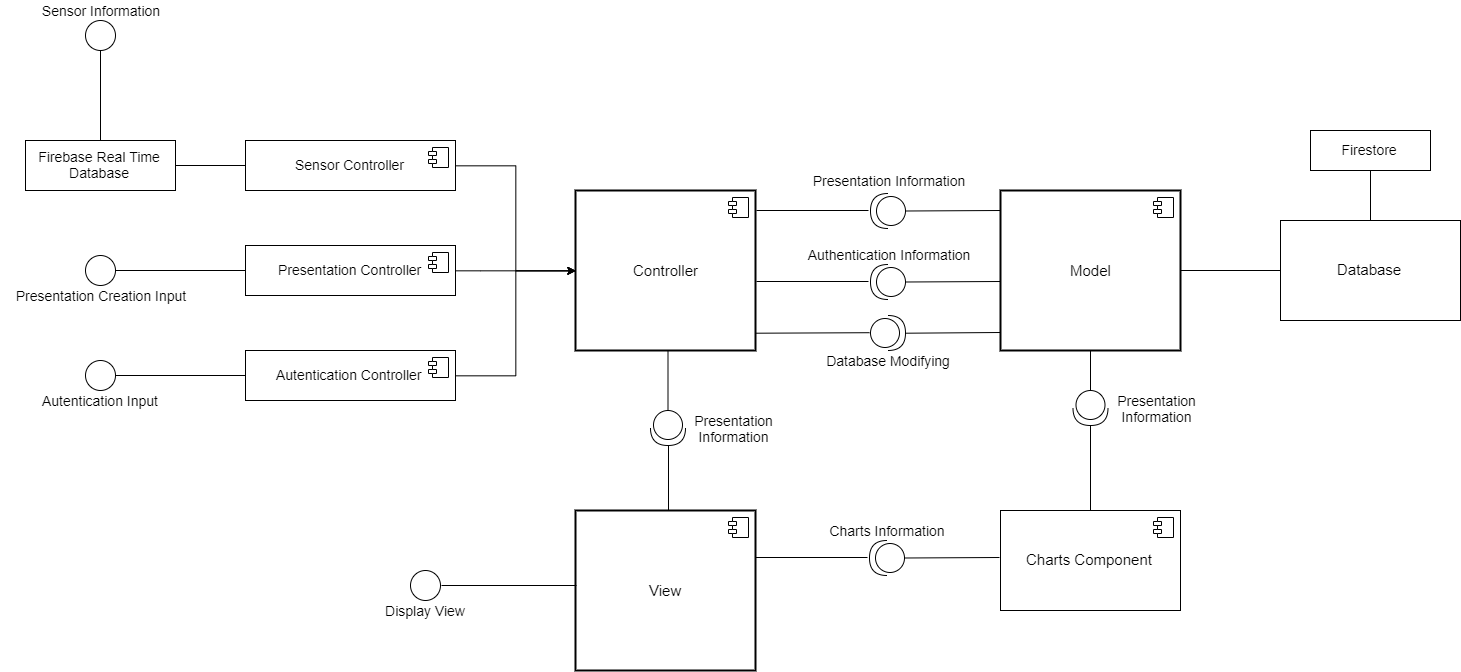 Sensor Information
Firebase Real Time
Database
Sensor Controller
Firestore
Presentation Information
Presentation Controller
Presentation Creation Input
Controller
Authentication Information
Model
Database
Database Modifying
Autentication Controller
Autentication Input
Presentation
Information
Presentation
Information
Charts Information
Charts Component
View
Display View